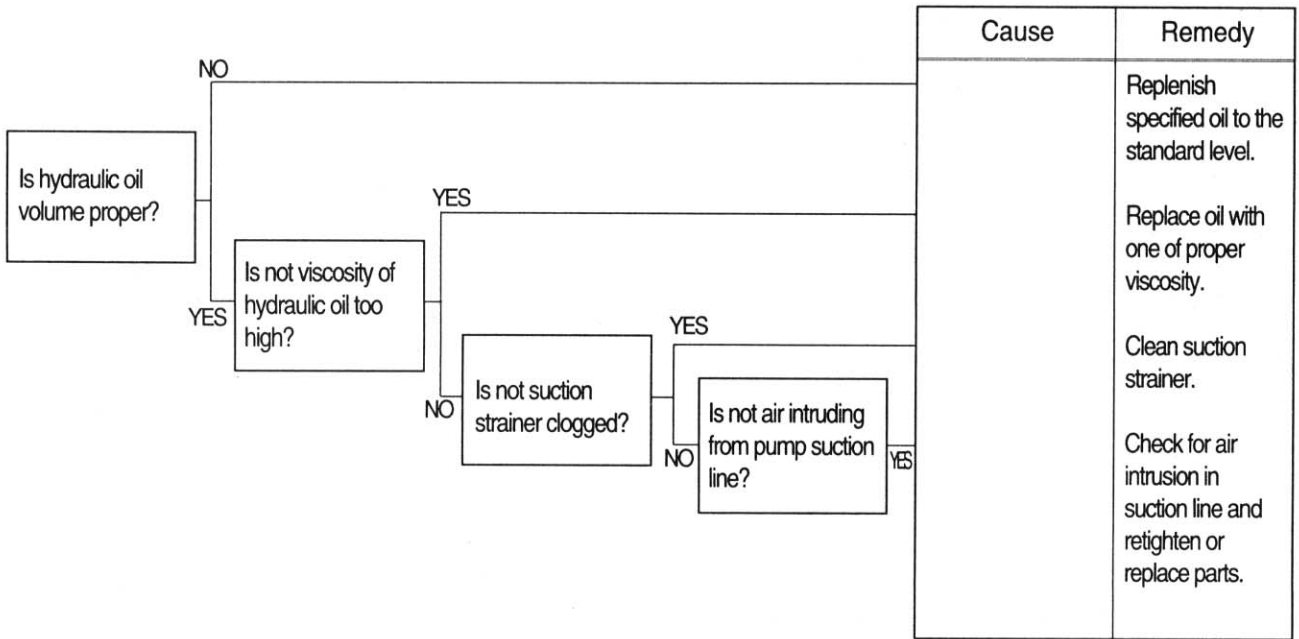 Cause
Remedy
NO
Replenish
specified oil to the
standard level.
Is hydraulic oil
volume proper?
YES
Replace oil with
one of proper
viscosity.
YES
Is not viscosity of
hydraulic oil too
high?
YES
Clean suction
strainer.
NO
Is not suction
strainer clogged?
NO
Is not air intruding
from pump suction
line?
YES
Check for air
intrusion in
suction line and
retighten or
replace parts.